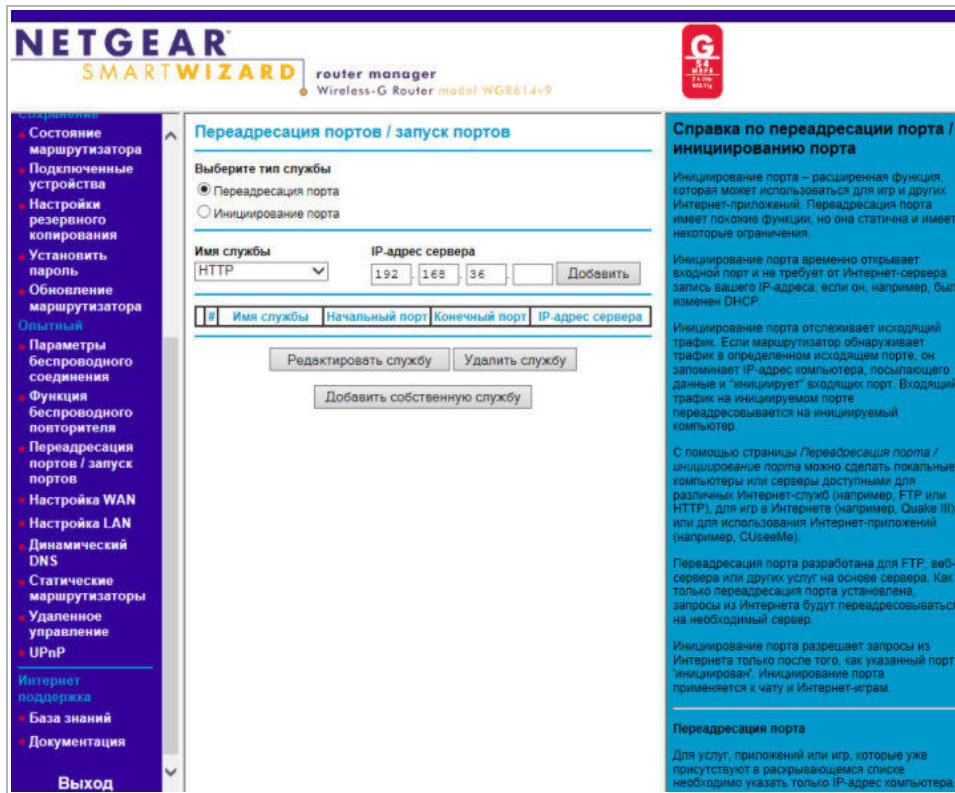 NETGEAR
SMARTWIZARD router manager
Wireless-G Router model WGR614v9
G
54
MBPS
2.4 GHz
802.11g
Сохранение
Состояние
маршрутизатора
Подключенные
устройства
Настройки
резервного
копирования
Установить
пароль
Обновление
маршрутизатора
Опытный
Параметры
беспроводного
соединения
Функция
беспроводного
повторителя
Переадресация
портов / запуск
портов
Настройка WAN
Настройка LAN
Динамический
DNS
Статические
маршрутизаторы
Удаленное
управление
UPnP
Интернет
поддержка
База знаний
Документация
Выход
Переадресация портов / запуск портов
Выберите тип службы
Переадресация порта
Инициирование порта
Имя службы IP-адрес сервера
HTTP 192 . 168 . 36 . Добавить
# Имя службы Начальный порт Конечный порт IP-адрес сервера
Редактировать службу Удалить службу
Добавить собственную службу
Справка по переадресации порта /
инициированию порта
Инициирование порта – расширенная функция,
которая может использоваться для игр и других
Интернет-приложений. Переадресация порта
имеет похожие функции, но она статична и имеет
некоторые ограничения.
Инициирование порта временно открывает
входной порт и не требует от Интернет-сервера
запись вашего IP-адреса, если он, например, был
изменен DHCP.
Инициирование порта отслеживает исходящий
трафик. Если маршрутизатор обнаруживает
трафик в определенном исходящем порте, он
запоминает IP-адрес компьютера, посылающего
данные и "инициирует" входящих порт. Входящий
трафик на инициируемом порте
переадресовывается на инициируемый
компьютер.
С помощью страницы Переадресация порта /
инициирование порта можно сделать локальные
компьютеры или серверы доступными для
различных Интернет-служб (например, FTP или
HTTP), для игр в Интернете (например, Quake III)
или для использования Интернет-приложений
(например, CUseeMe).
Переадресация порта разработана для FTP, веб-
сервера или других услуг на основе сервера. Как
только переадресация порта установлена,
запросы из Интернета будут переадресовываться
на необходимый сервер.
Инициирование порта разрешает запросы из
Интернета только после того, как указанный порт
'инициирован'. Инициирование порта
применяется к чату и Интернет-играм.
Переадресация порта
Для услуг, приложений или игр, которые уже
присутствуют в раскрывающемся списке
необходимо указать только IP-адрес компьютера